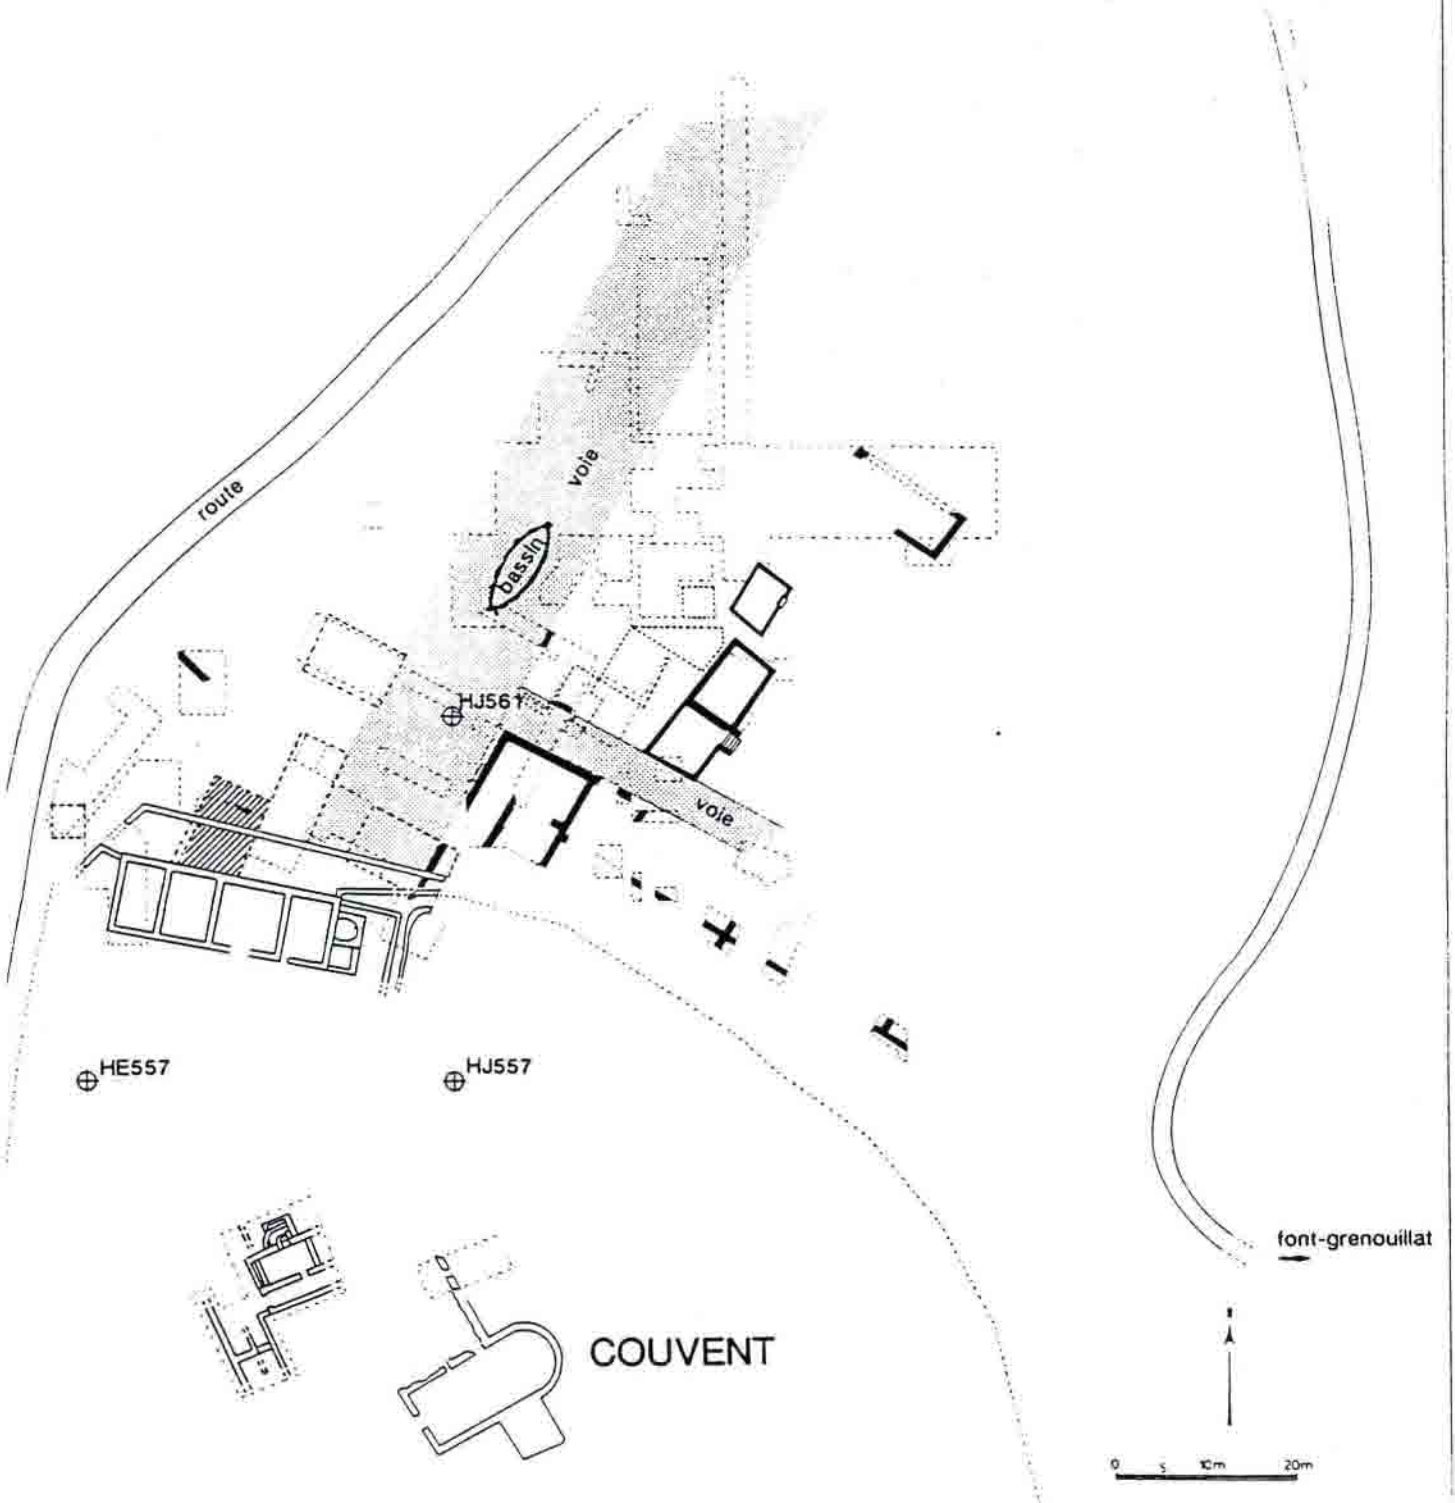 voie
route
bassin
HJ561
voie
HE557
HJ557
font-grenouillat
COUVENT
0 5 10m 20m